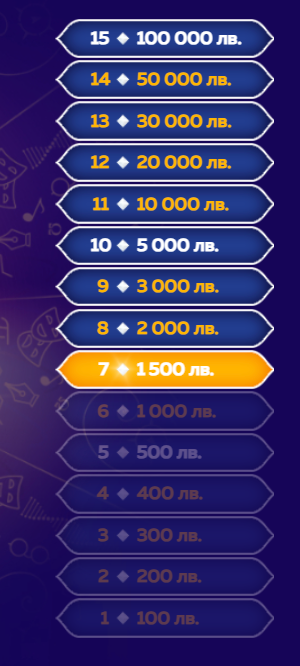 15 ◆ 100 000 лв.
14 ◆ 50 000 лв.
13 ◆ 30 000 лв.
12 ◆ 20 000 лв.
11 ◆ 10 000 лв.
10 ◆ 5 000 лв.
9 ◆ 3 000 лв.
8 ◆ 2 000 лв.
7 ◆ 1 500 лв.
6 ◆ 1 000 лв.
5 ◆ 500 лв.
4 ◆ 400 лв.
3 ◆ 300 лв.
2 ◆ 200 лв.
1 ◆ 100 лв.